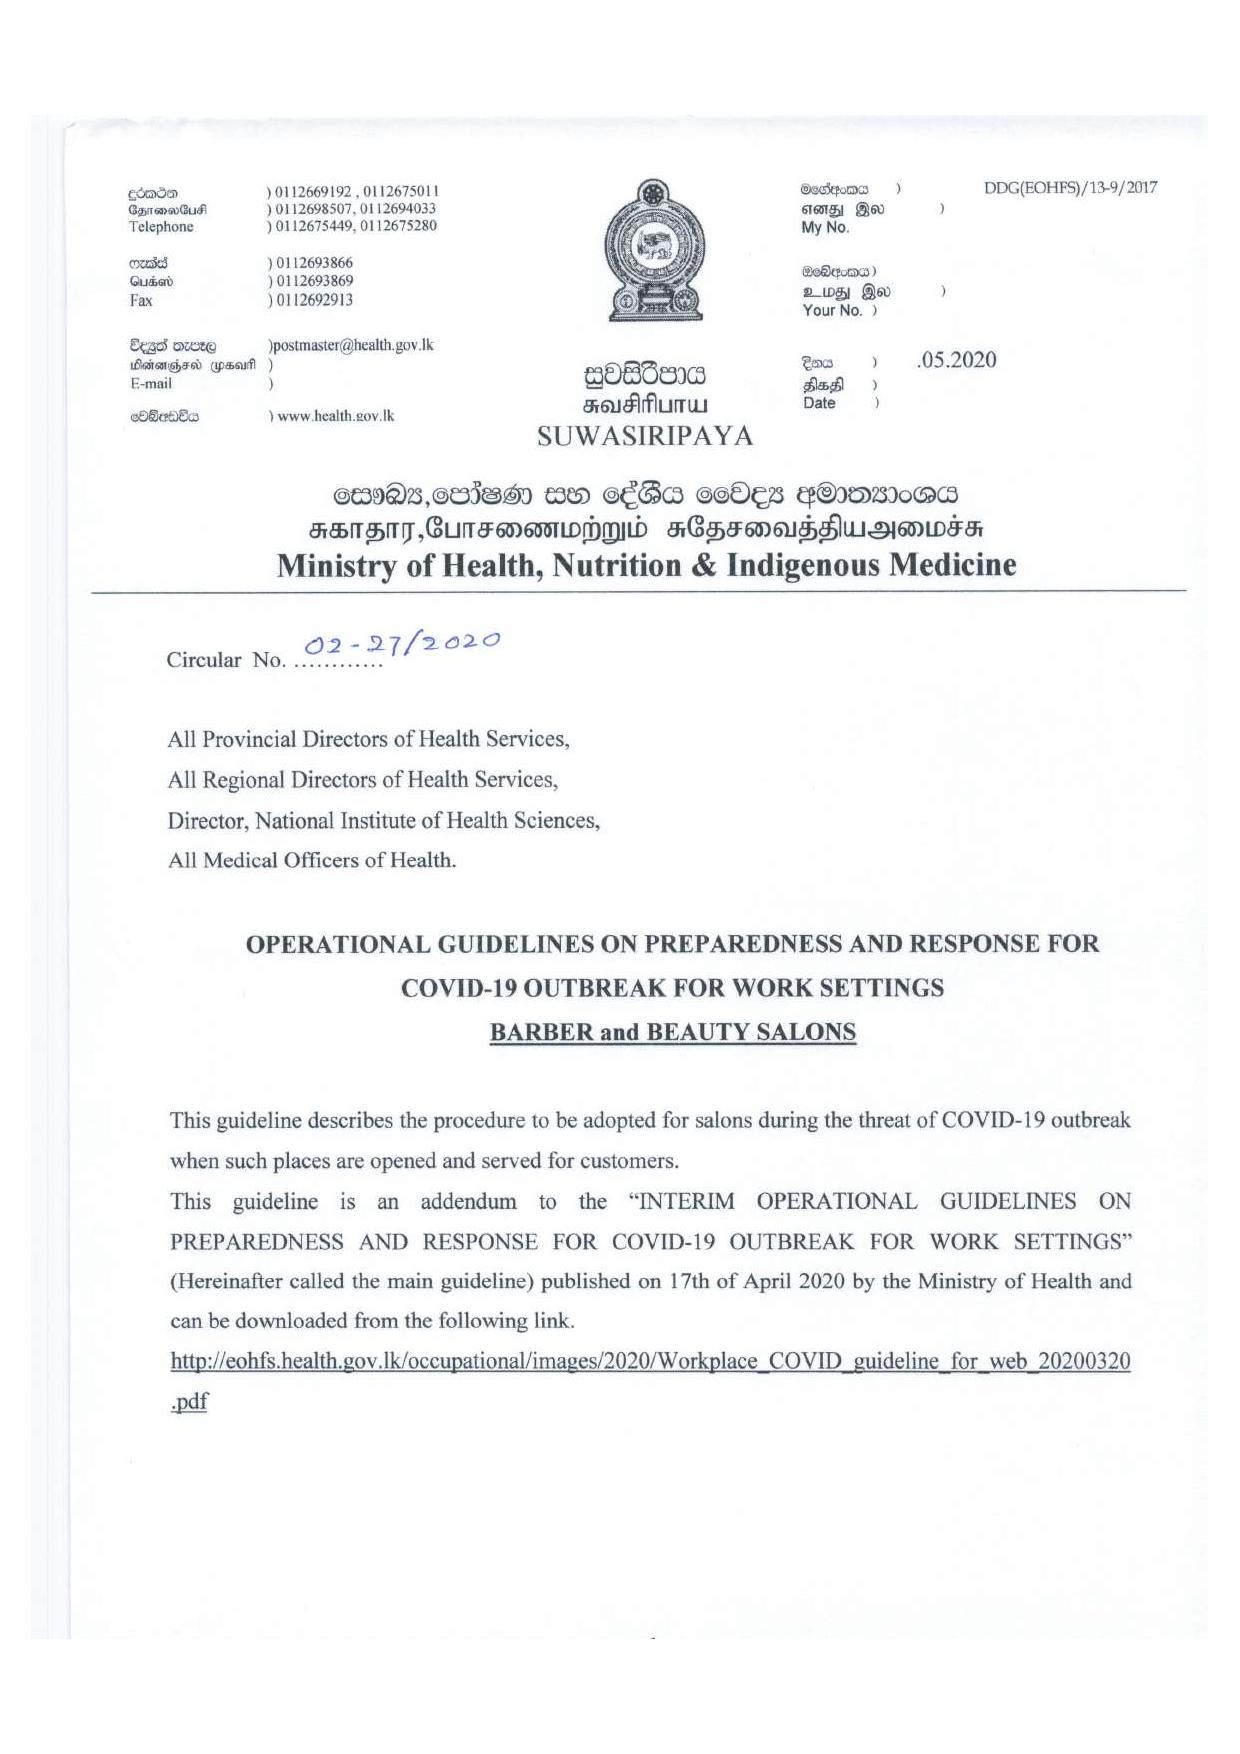 දුරකථන ) 0112669192 , 0112675011
தொலைபேசி ) 0112698507, 0112694033
Telephone ) 0112675449, 0112675280
ෆැක්ස් ) 0112693866
பெக்ஸ் ) 0112693869
Fax ) 0112692913
විද්‍යුත් තැපෑල )postmaster@health.gov.lk
மின்னஞ்சல் முகவரி )
E-mail )
වෙබ්අඩවිය ) www.health.gov.lk
සුවසිරිපාය
சுவசிரிபாய
SUWASIRIPAYA
මගේඅංකය ) DDG(EOHFS)/13-9/2017
எனது இல )
My No.
ඔබේඅංකය)
உமது இல )
Your No. )
දිනය ) .05.2020
திகதி )
Date )
සෞඛ්‍ය,පෝෂණ සහ දේශීය වෛද්‍ය අමාත්‍යාංශය
சுகாதார,போசணைமற்றும் சுதேசவைத்தியஅமைச்சு
Ministry of Health, Nutrition & Indigenous Medicine
Circular No. 02-27/2020
All Provincial Directors of Health Services,
All Regional Directors of Health Services,
Director, National Institute of Health Sciences,
All Medical Officers of Health.
OPERATIONAL GUIDELINES ON PREPAREDNESS AND RESPONSE FOR
COVID-19 OUTBREAK FOR WORK SETTINGS
BARBER and BEAUTY SALONS
This guideline describes the procedure to be adopted for salons during the threat of COVID-19 outbreak
when such places are opened and served for customers.
This guideline is an addendum to the “INTERIM OPERATIONAL GUIDELINES ON
PREPAREDNESS AND RESPONSE FOR COVID-19 OUTBREAK FOR WORK SETTINGS”
(Hereinafter called the main guideline) published on 17th of April 2020 by the Ministry of Health and
can be downloaded from the following link.
http://eohfs.health.gov.lk/occupational/images/2020/Workplace_COVID_guideline_for_web_20200320
.pdf